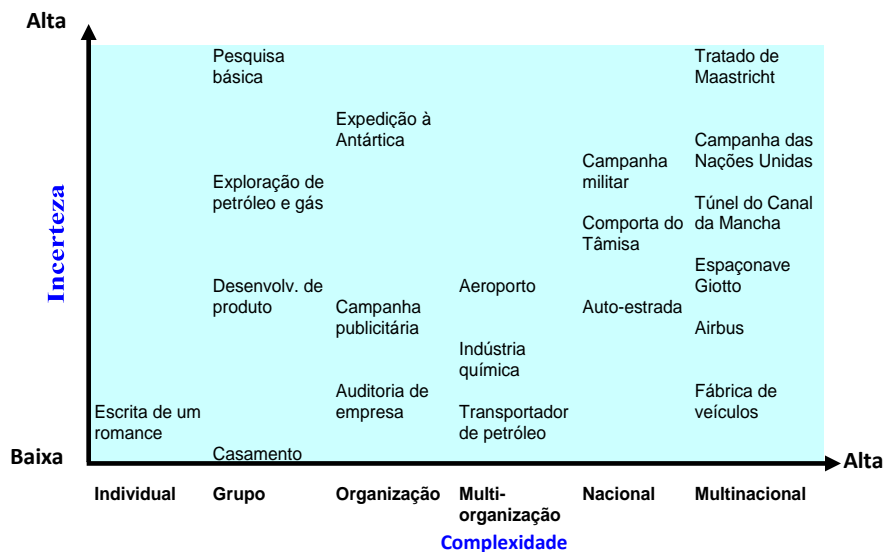 Alta
Pesquisa
básica
Tratado de
Maastricht
Expedição à
Antártica
Campanha das
Nações Unidas
Campanha
militar
Exploração de
petróleo e gás
Túnel do Canal
da Mancha
Comporta do
Tâmisa
Incerteza
Espaçonave
Giotto
Desenvolv. de
produto
Aeroporto
Campanha
publicitária
Auto-estrada
Airbus
Indústria
química
Auditoria de
empresa
Fábrica de
veículos
Escrita de um
romance
Transportador
de petróleo
Casamento
Baixa
Alta
Individual
Grupo
Organização
Multi-
organização
Nacional
Multinacional
Complexidade